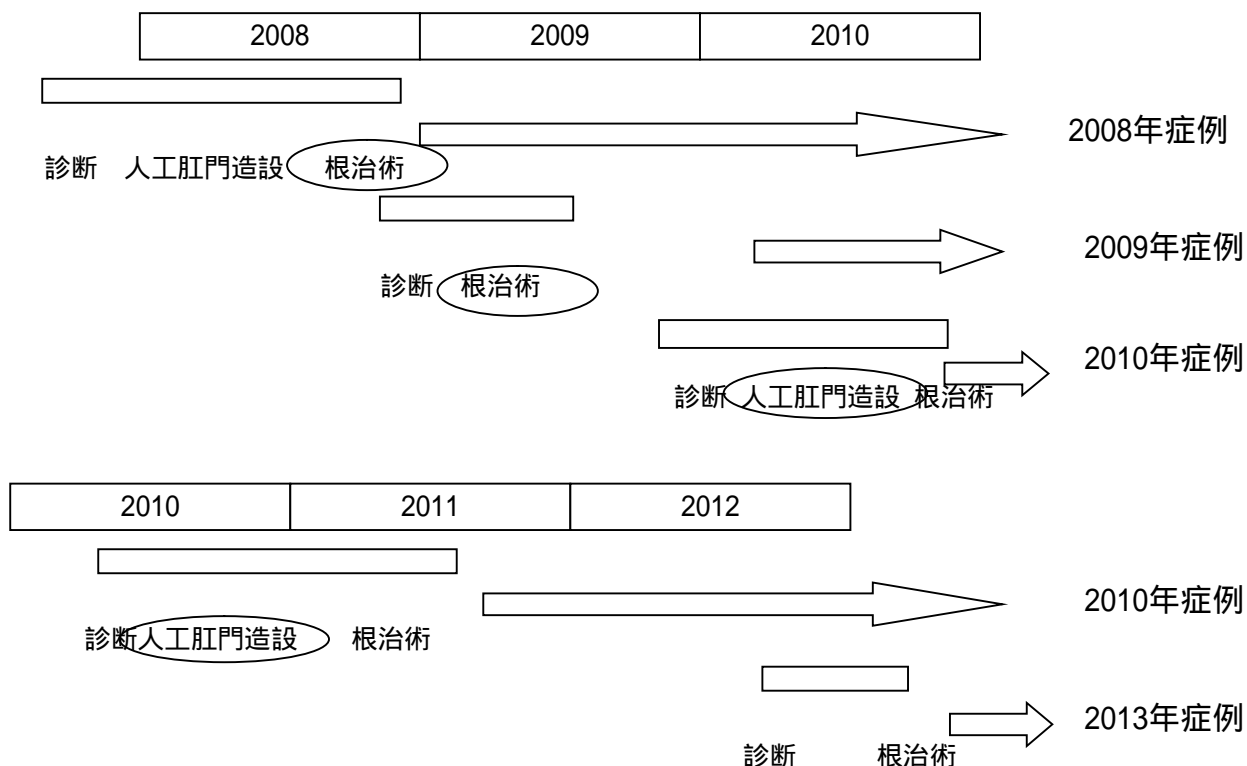 2008 2009 2010
2008年症例
診断 人工肛門造設 根治術
2009年症例
診断 根治術
2010年症例
診断 人工肛門造設 根治術
2010 2011 2012
2010年症例
診断 人工肛門造設 根治術
2013年症例
診断 根治術